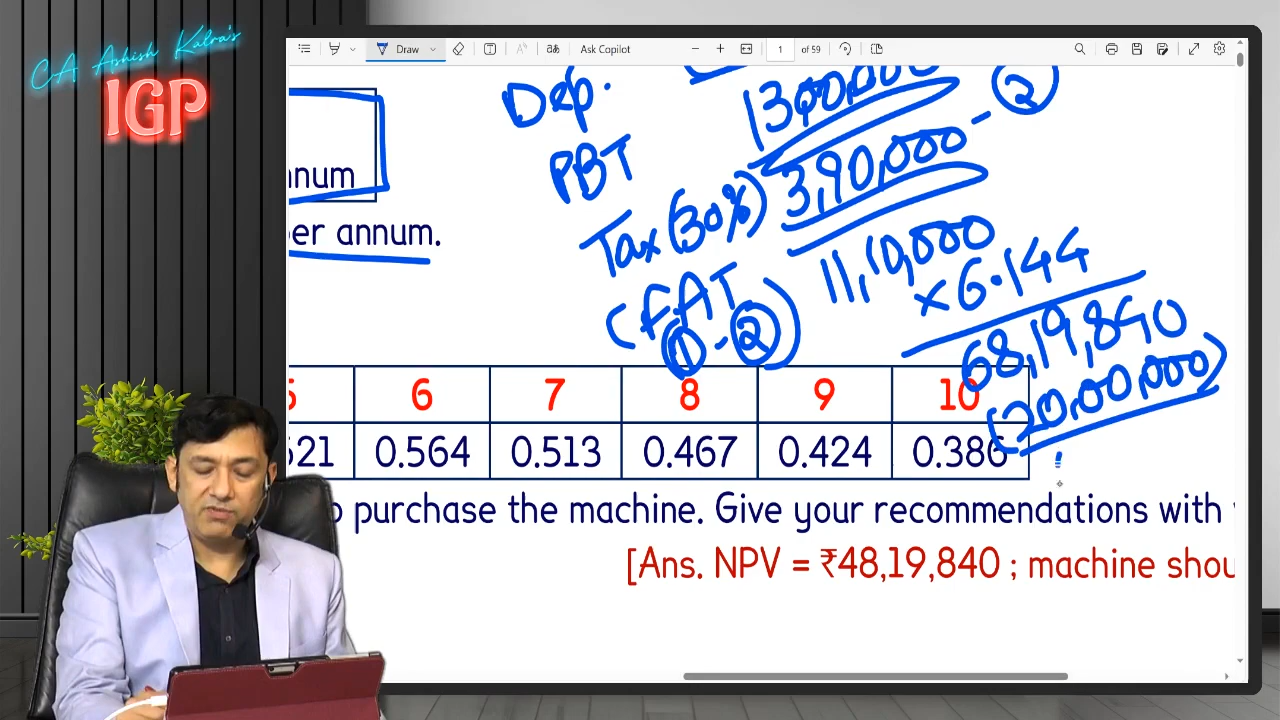 CA Ashish Kalra's
IGP
Draw
Ask Copilot
1 of 59
Dep.
1300,000
2
PBT
Tax (30%)
3,90,000 - 2
11,10,000
(FAT
1 - 2)
× 6.144
68,19,840
(20,00,000)
nnum
er annum.
6 7 8 9 10
521 0.564 0.513 0.467 0.424 0.386
o purchase the machine. Give your recommendations with
[Ans. NPV = ₹48,19,840 ; machine shou